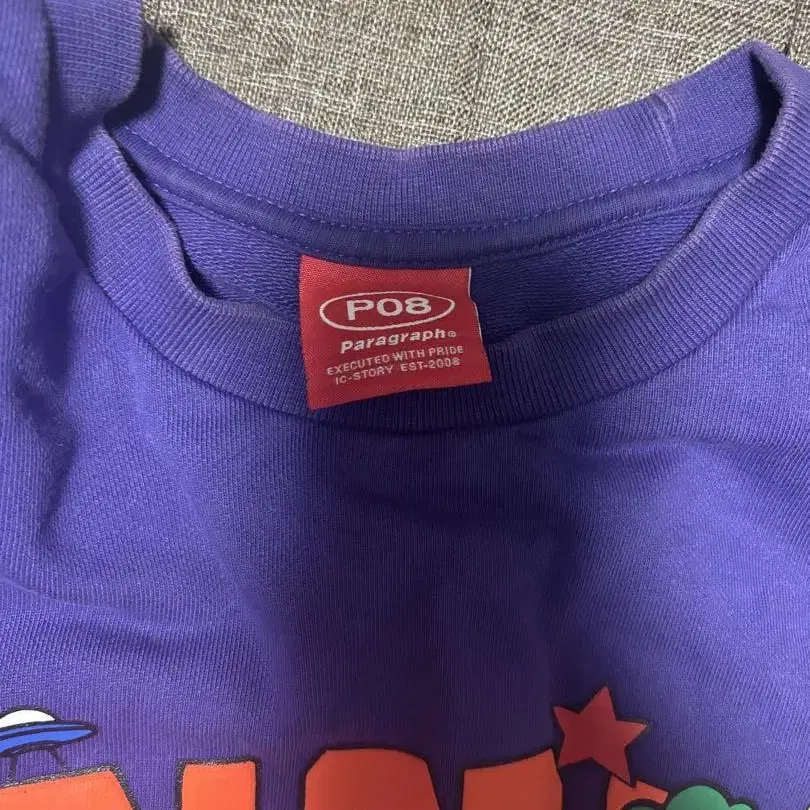 P08
Paragraph®
EXECUTED WITH PRIDE
IC-STORY EST-2008